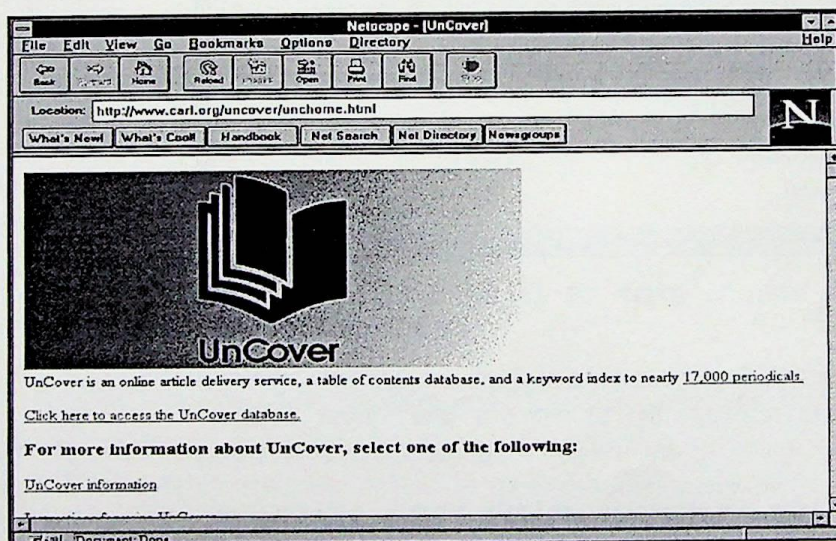 Netscape - [UnCover]
File Edit View Go Bookmarks Options Directory Help
Back Forward Home Reload Images Open Print Find Stop
Location: http://www.carl.org/uncover/unchome.html
What's New! What's Cool! Handbook Net Search Net Directory Newsgroups
N
UnCover
UnCover is an online article delivery service, a table of contents database, and a keyword index to nearly 17,000 periodicals
Click here to access the UnCover database.
For more information about UnCover, select one of the following:
UnCover information
Document: Done